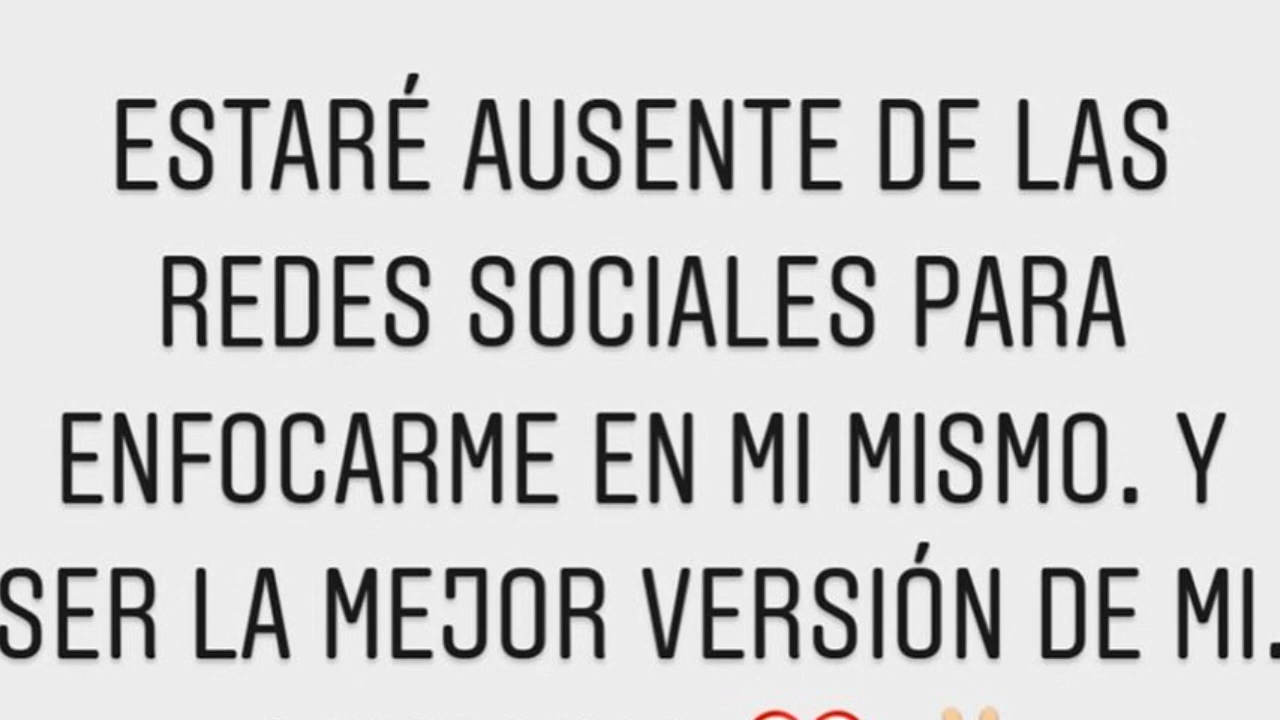 ESTARÉ AUSENTE DE LAS
REDES SOCIALES PARA
ENFOCARME EN MI MISMO. Y
SER LA MEJOR VERSIÓN DE MI.